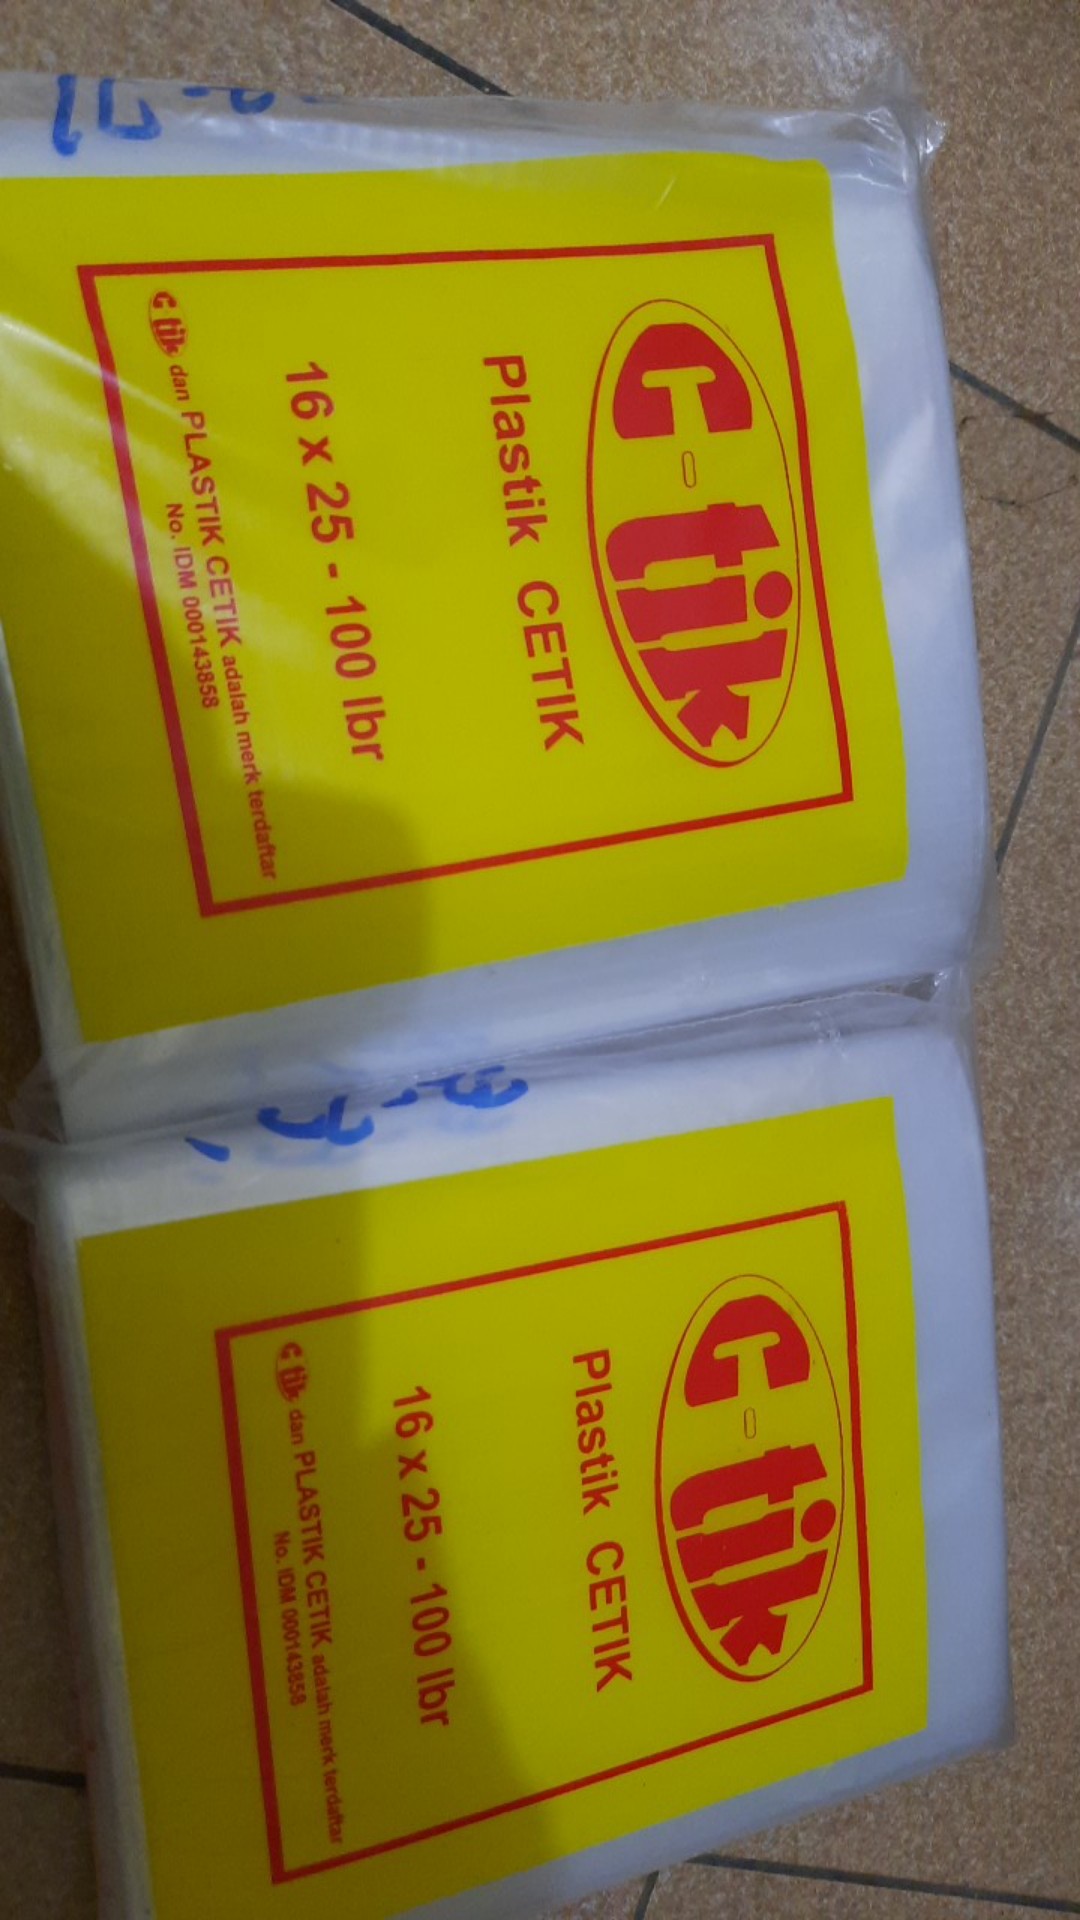 C-tik
Plastik CETIK
16 x 25 - 100 lbr
C-tik dan PLASTIK CETIK adalah merk terdaftar
No. IDM 000143858
C-tik
Plastik CETIK
16 x 25 - 100 lbr
C-tik dan PLASTIK CETIK adalah merk terdaftar
No. IDM 000143858